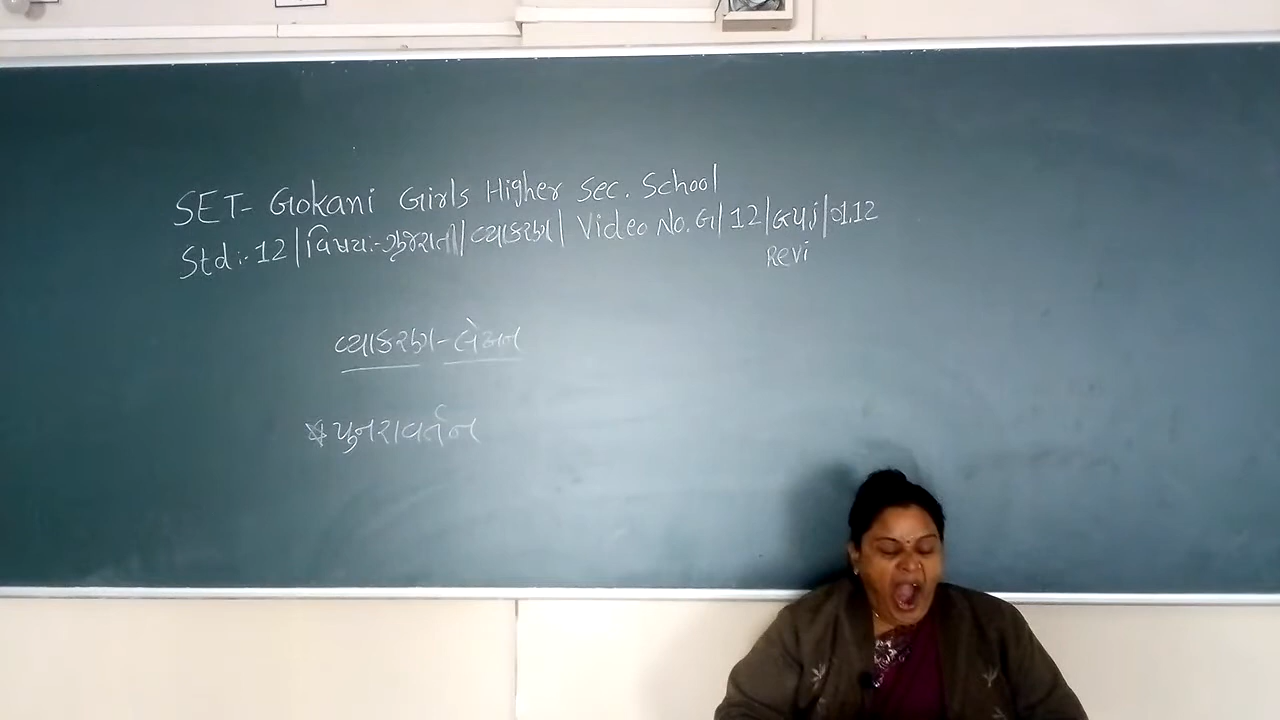 SET- Gokani Girls Higher Sec. School
Std:- 12 | વિષય:- ગુજરાતી | વ્યાકરણ | Video No. G | 12 | Guj | V.12
Revi
વ્યાકરણ - લેખન
* પુનરાવર્તન